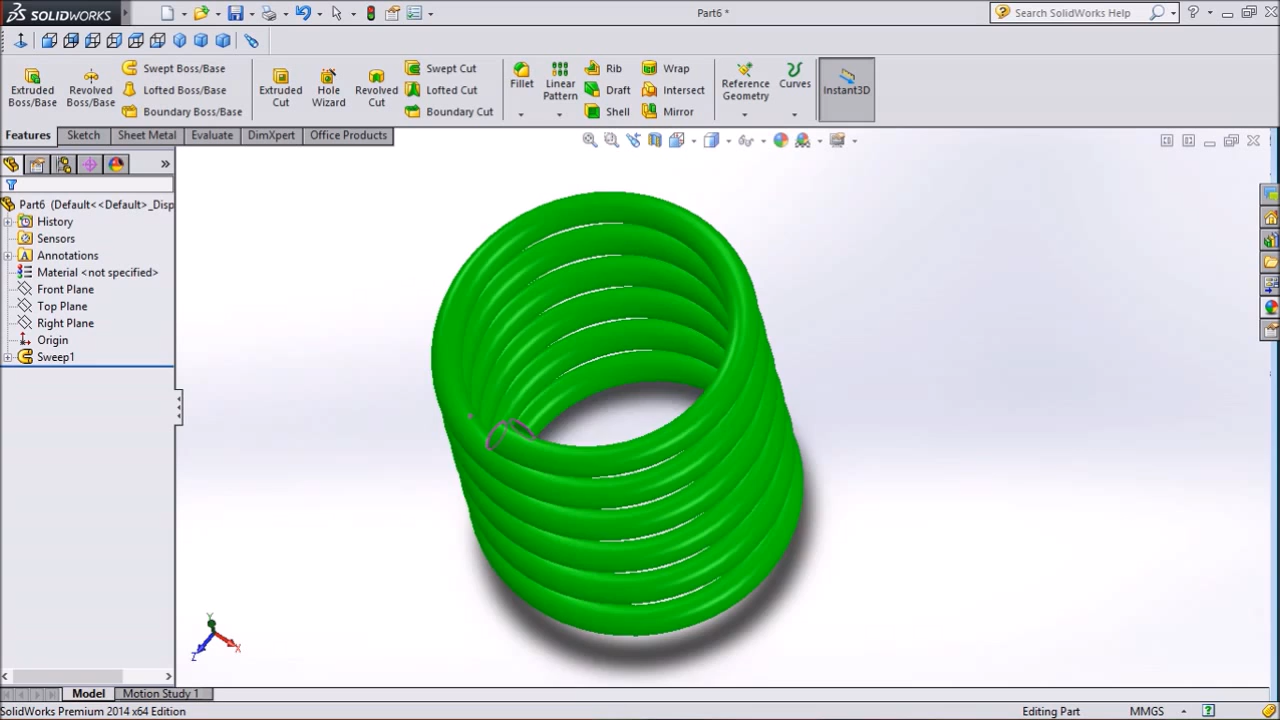 SOLIDWORKS
Part6 *
Search SolidWorks Help
Extruded Boss/Base
Revolved Boss/Base
Swept Boss/Base
Lofted Boss/Base
Boundary Boss/Base
Extruded Cut
Hole Wizard
Revolved Cut
Swept Cut
Lofted Cut
Boundary Cut
Fillet
Linear Pattern
Rib
Draft
Shell
Wrap
Intersect
Mirror
Reference Geometry
Curves
Instant3D
Features
Sketch
Sheet Metal
Evaluate
DimXpert
Office Products
Part6 (Default<<Default>_Disp
History
Sensors
Annotations
Material <not specified>
Front Plane
Top Plane
Right Plane
Origin
Sweep1
Y
Z
X
Model
Motion Study 1
SolidWorks Premium 2014 x64 Edition
Editing Part
MMGS